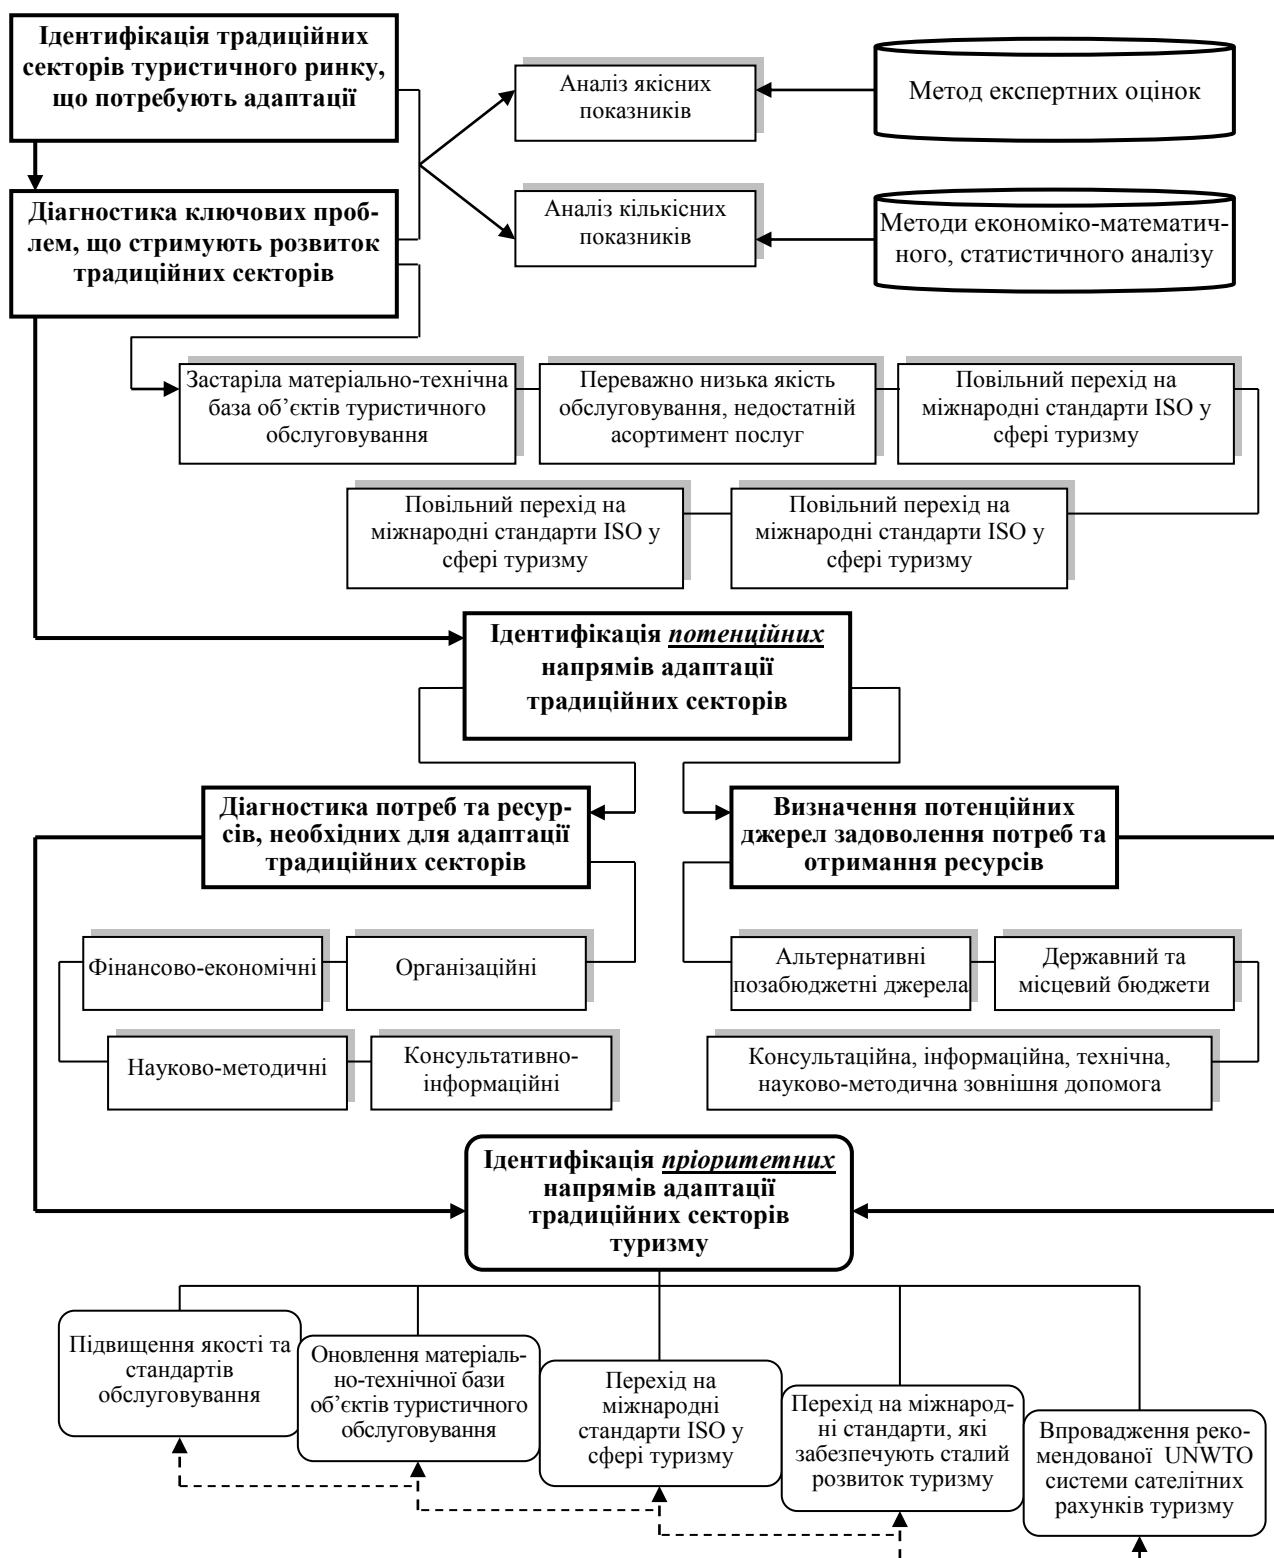 Ідентифікація традиційних
секторів туристичного ринку,
що потребують адаптації
Аналіз якісних
показників
Метод експертних оцінок
Діагностика ключових проб-
лем, що стримують розвиток
традиційних секторів
Аналіз кількісних
показників
Методи економіко-математич-
ного, статистичного аналізу
Застаріла матеріально-технічна
база об’єктів туристичного
обслуговування
Переважно низька якість
обслуговування, недостатній
асортимент послуг
Повільний перехід на
міжнародні стандарти ISO у
сфері туризму
Повільний перехід на
міжнародні стандарти ISO у
сфері туризму
Повільний перехід на
міжнародні стандарти ISO у
сфері туризму
Ідентифікація потенційних
напрямів адаптації
традиційних секторів
Діагностика потреб та ресур-
сів, необхідних для адаптації
традиційних секторів
Визначення потенційних
джерел задоволення потреб та
отримання ресурсів
Фінансово-економічні
Організаційні
Альтернативні
позабюджетні джерела
Державний та
місцевий бюджети
Науково-методичні
Консультативно-
інформаційні
Консультаційна, інформаційна, технічна,
науково-методична зовнішня допомога
Ідентифікація пріоритетних
напрямів адаптації
традиційних секторів
туризму
Підвищення якості та
стандартів
обслуговування
Оновлення матеріаль-
но-технічної бази
об’єктів туристичного
обслуговування
Перехід на
міжнародні
стандарти ISO у
сфері туризму
Перехід на міжнарод-
ні стандарти, які
забезпечують сталий
розвиток туризму
Впровадження реко-
мендованої UNWTO
системи сателітних
рахунків туризму